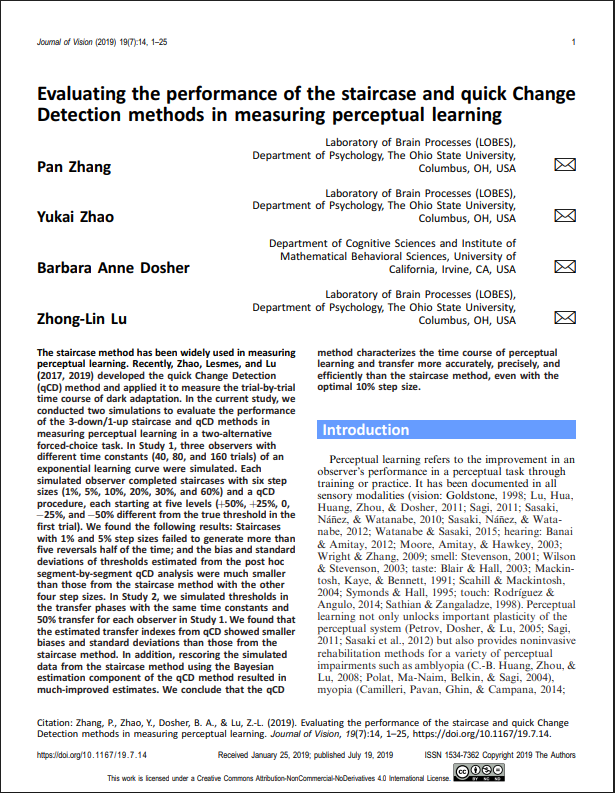 Journal of Vision (2019) 19(7):14, 1–25
1
Evaluating the performance of the staircase and quick Change
Detection methods in measuring perceptual learning
Pan Zhang
Laboratory of Brain Processes (LOBES),
Department of Psychology, The Ohio State University,
Columbus, OH, USA
Yukai Zhao
Laboratory of Brain Processes (LOBES),
Department of Psychology, The Ohio State University,
Columbus, OH, USA
Barbara Anne Dosher
Department of Cognitive Sciences and Institute of
Mathematical Behavioral Sciences, University of
California, Irvine, CA, USA
Zhong-Lin Lu
Laboratory of Brain Processes (LOBES),
Department of Psychology, The Ohio State University,
Columbus, OH, USA
The staircase method has been widely used in measuring
perceptual learning. Recently, Zhao, Lesmes, and Lu
(2017, 2019) developed the quick Change Detection
(qCD) method and applied it to measure the trial-by-trial
time course of dark adaptation. In the current study, we
conducted two simulations to evaluate the performance
of the 3-down/1-up staircase and qCD methods in
measuring perceptual learning in a two-alternative
forced-choice task. In Study 1, three observers with
different time constants (40, 80, and 160 trials) of an
exponential learning curve were simulated. Each
simulated observer completed staircases with six step
sizes (1%, 5%, 10%, 20%, 30%, and 60%) and a qCD
procedure, each starting at five levels (+50%, +25%, 0,
−25%, and −50% different from the true threshold in the
first trial). We found the following results: Staircases
with 1% and 5% step sizes failed to generate more than
five reversals half of the time; and the bias and standard
deviations of thresholds estimated from the post hoc
segment-by-segment qCD analysis were much smaller
than those from the staircase method with the other
four step sizes. In Study 2, we simulated thresholds in
the transfer phases with the same time constants and
50% transfer for each observer in Study 1. We found that
the estimated transfer indexes from qCD showed smaller
biases and standard deviations than those from the
staircase method. In addition, rescoring the simulated
data from the staircase method using the Bayesian
estimation component of the qCD method resulted in
much-improved estimates. We conclude that the qCD
method characterizes the time course of perceptual
learning and transfer more accurately, precisely, and
efficiently than the staircase method, even with the
optimal 10% step size.
Introduction
Perceptual learning refers to the improvement in an
observer's performance in a perceptual task through
training or practice. It has been documented in all
sensory modalities (vision: Goldstone, 1998; Lu, Hua,
Huang, Zhou, & Dosher, 2011; Sagi, 2011; Sasaki,
Náñez, & Watanabe, 2010; Sasaki, Náñez, & Wata-
nabe, 2012; Watanabe & Sasaki, 2015; hearing: Banai
& Amitay, 2012; Moore, Amitay, & Hawkey, 2003;
Wright & Zhang, 2009; smell: Stevenson, 2001; Wilson
& Stevenson, 2003; taste: Blair & Hall, 2003; Mackin-
tosh, Kaye, & Bennett, 1991; Scahill & Mackintosh,
2004; Symonds & Hall, 1995; touch: Rodríguez &
Angulo, 2014; Sathian & Zangaladze, 1998). Perceptual
learning not only unlocks important plasticity of the
perceptual system (Petrov, Dosher, & Lu, 2005; Sagi,
2011; Sasaki et al., 2012) but also provides noninvasive
rehabilitation methods for a variety of perceptual
impairments such as amblyopia (C.-B. Huang, Zhou, &
Lu, 2008; Polat, Ma-Naim, Belkin, & Sagi, 2004),
myopia (Camilleri, Pavan, Ghin, & Campana, 2014;
Citation: Zhang, P., Zhao, Y., Dosher, B. A., & Lu, Z.-L. (2019). Evaluating the performance of the staircase and quick Change
Detection methods in measuring perceptual learning. Journal of Vision, 19(7):14, 1–25, https://doi.org/10.1167/19.7.14.
https://doi.org/10.1167/19.7.14
Received January 25, 2019; published July 19, 2019
ISSN 1534-7362 Copyright 2019 The Authors
This work is licensed under a Creative Commons Attribution-NonCommercial-NoDerivatives 4.0 International License.
BY NC ND